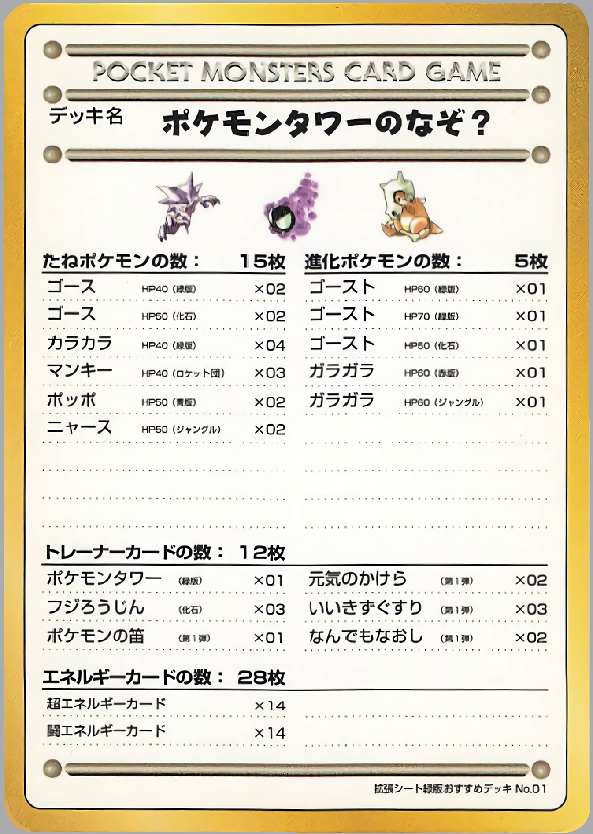 POCKET MONSTERS CARD GAME
デッキ名 ポケモンタワーのなぞ?
たねポケモンの数: 15枚
ゴース HP40 (緑版) ×02
ゴース HP50 (化石) ×02
カラカラ HP40 (緑版) ×04
マンキー HP40 (ロケット団) ×03
ポッポ HP50 (青版) ×02
ニャース HP50 (ジャングル) ×02
進化ポケモンの数: 5枚
ゴースト HP60 (緑版) ×01
ゴースト HP70 (緑版) ×01
ゴースト HP50 (化石) ×01
ガラガラ HP60 (赤版) ×01
ガラガラ HP60 (ジャングル) ×01
トレーナーカードの数: 12枚
ポケモンタワー (緑版) ×01
フジろうじん (化石) ×03
ポケモンの笛 (第1弾) ×01
元気のかけら (第1弾) ×02
いいきずぐすり (第1弾) ×03
なんでもなおし (第1弾) ×02
エネルギーカードの数: 28枚
超エネルギーカード ×14
闘エネルギーカード ×14
拡張シート緑版おすすめデッキ No.01